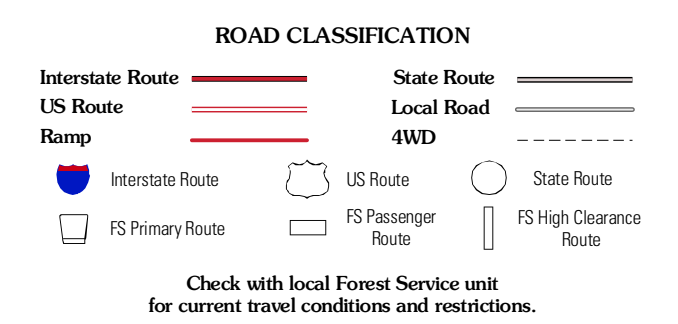 ROAD CLASSIFICATION
Interstate Route
State Route
US Route
Local Road
Ramp
4WD
Interstate Route
US Route
State Route
FS Primary Route
FS Passenger
Route
FS High Clearance
Route
Check with local Forest Service unit
for current travel conditions and restrictions.